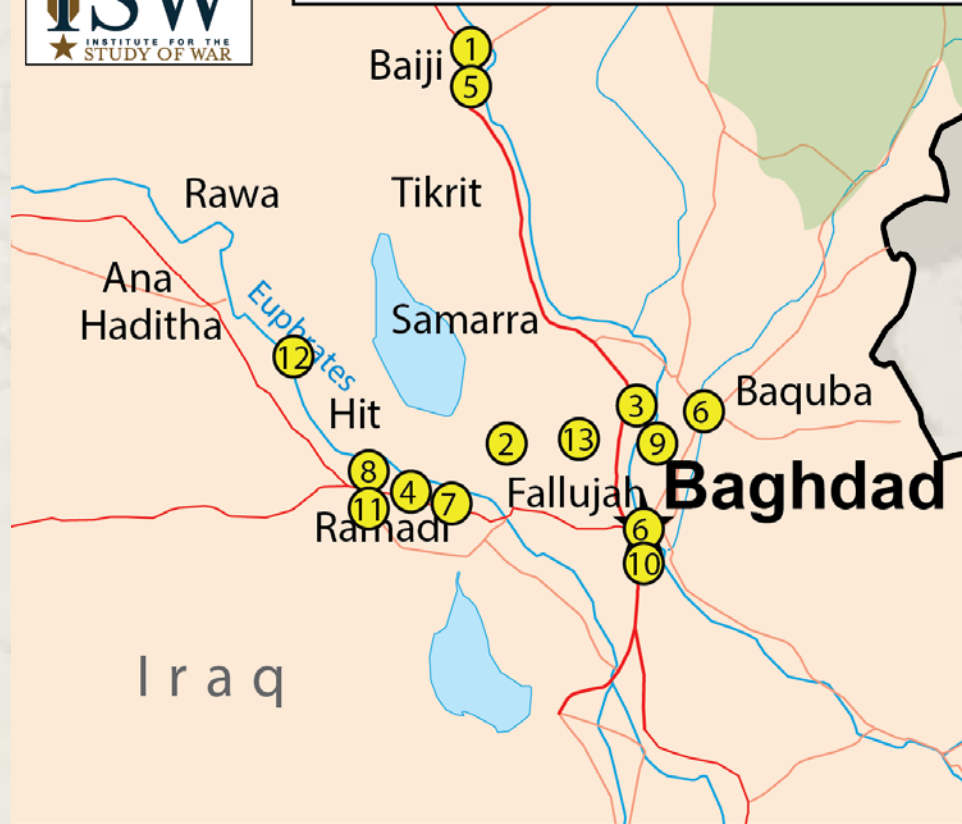 ISW
INSTITUTE FOR THE
STUDY OF WAR
1
Baiji
5
Rawa
Tikrit
Ana
Haditha
Euphrates
Samarra
12
Hit
3
6
Baquba
2
13
9
8
4
7
Fallujah
Baghdad
11
Ramadi
6
10
Iraq